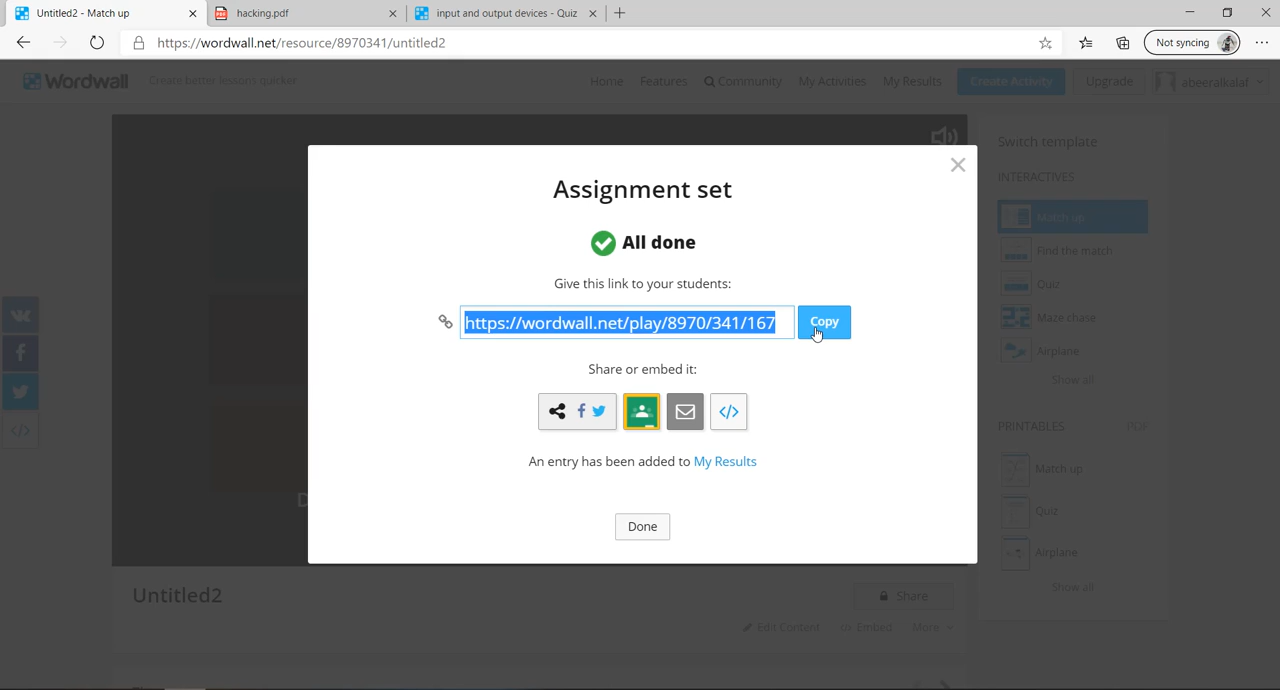 Untitled2 - Match up
hacking.pdf
input and output devices - Quiz
https://wordwall.net/resource/8970341/untitled2
Not syncing
Wordwall
Create better lessons quicker
Home
Features
Community
My Activities
My Results
Create Activity
Upgrade
abeeralkalaf
Switch template
INTERACTIVES
Match up
Find the match
Quiz
Maze chase
Airplane
Show all
PRINTABLES
PDF
Match up
Quiz
Airplane
Show all
Assignment set
All done
Give this link to your students:
https://wordwall.net/play/8970/341/167
Copy
Share or embed it:
An entry has been added to My Results
Done
D
Untitled2
Share
Edit Content
Embed
More